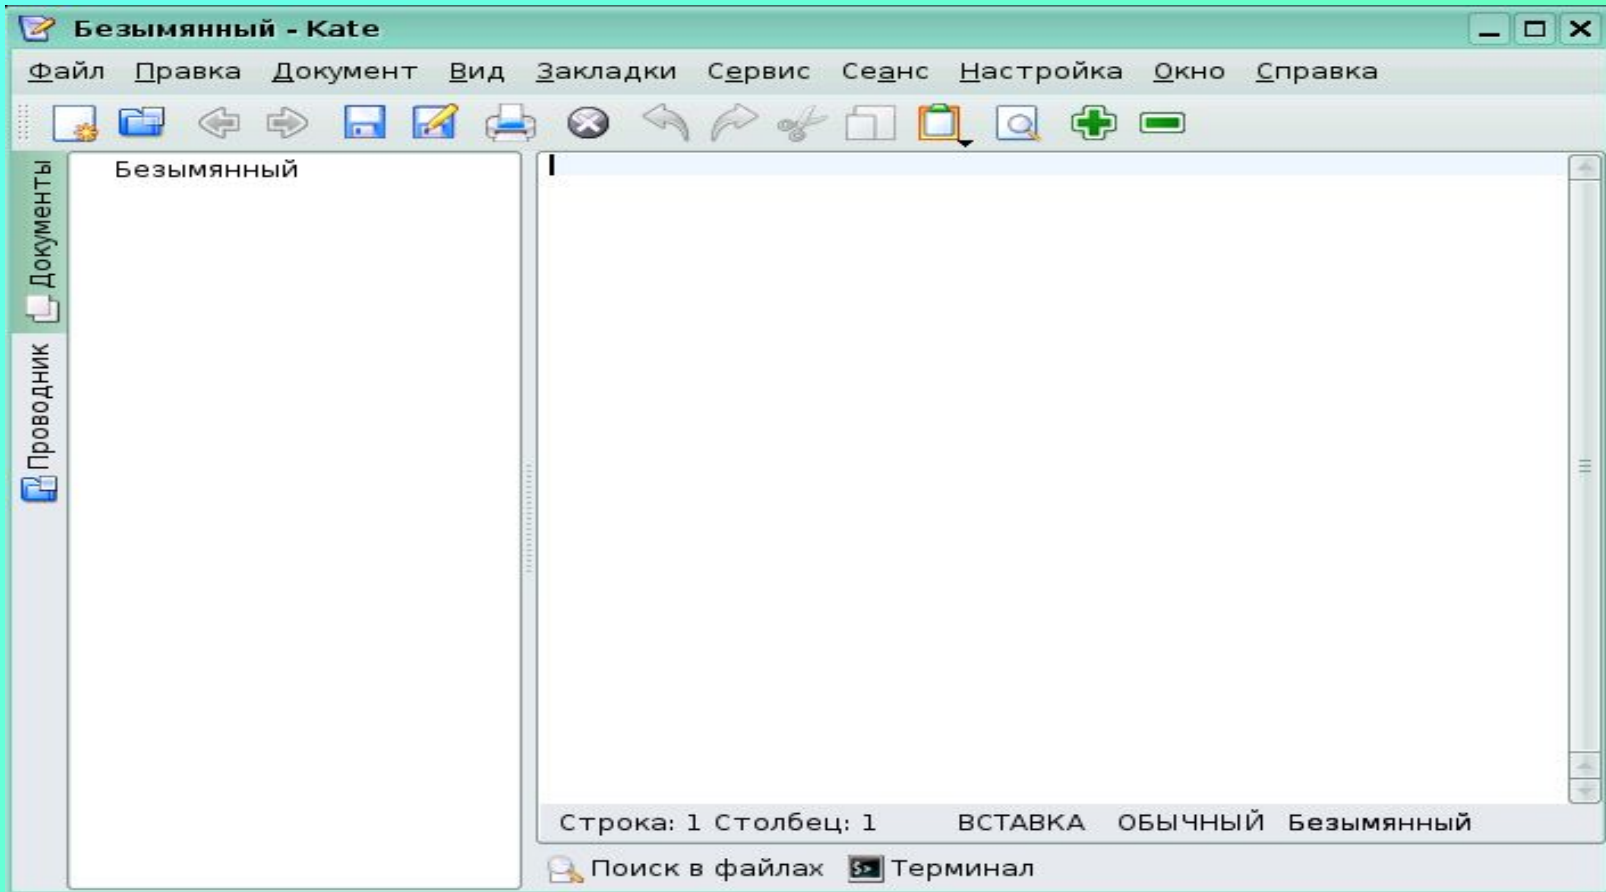 Безымянный - Kate
Файл Правка Документ Вид Закладки Сервис Сеанс Настройка Окно Справка
Документы
Проводник
Безымянный
Строка: 1 Столбец: 1 ВСТАВКА ОБЫЧНЫЙ Безымянный
Поиск в файлах Терминал